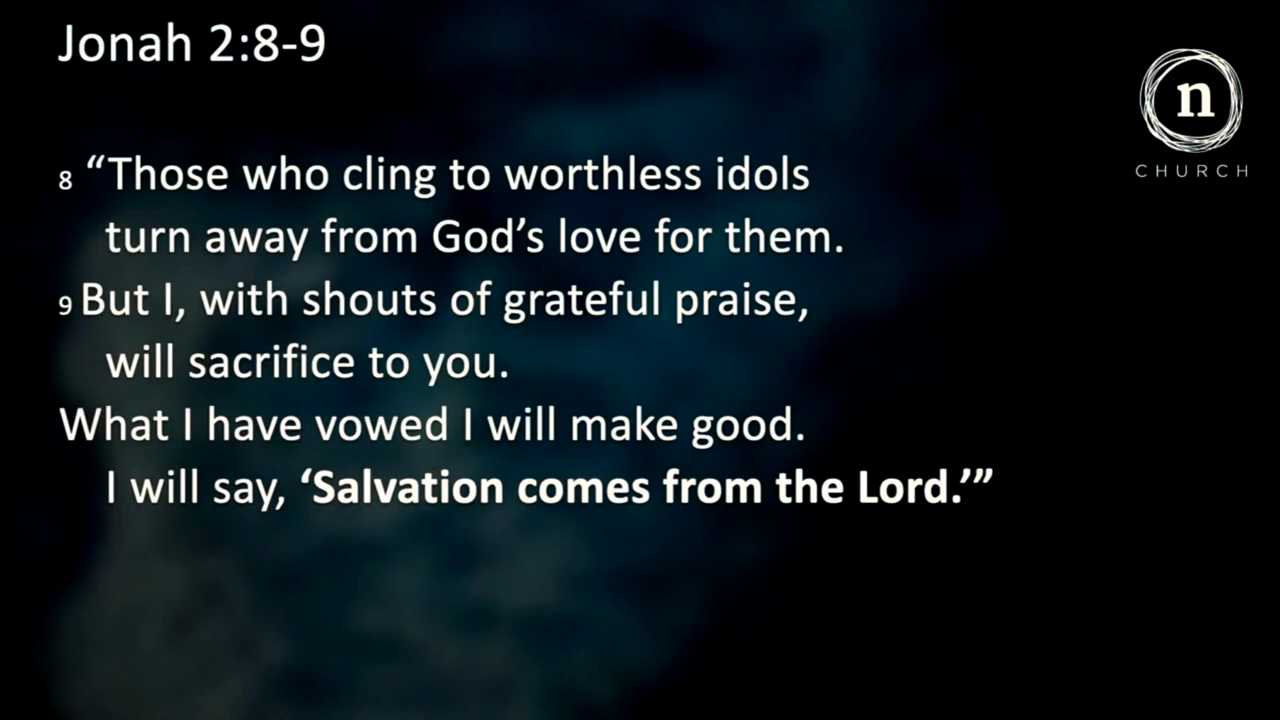 Jonah 2:8-9
n
CHURCH
8 “Those who cling to worthless idols
turn away from God’s love for them.
9 But I, with shouts of grateful praise,
will sacrifice to you.
What I have vowed I will make good.
I will say, ‘Salvation comes from the Lord.’”